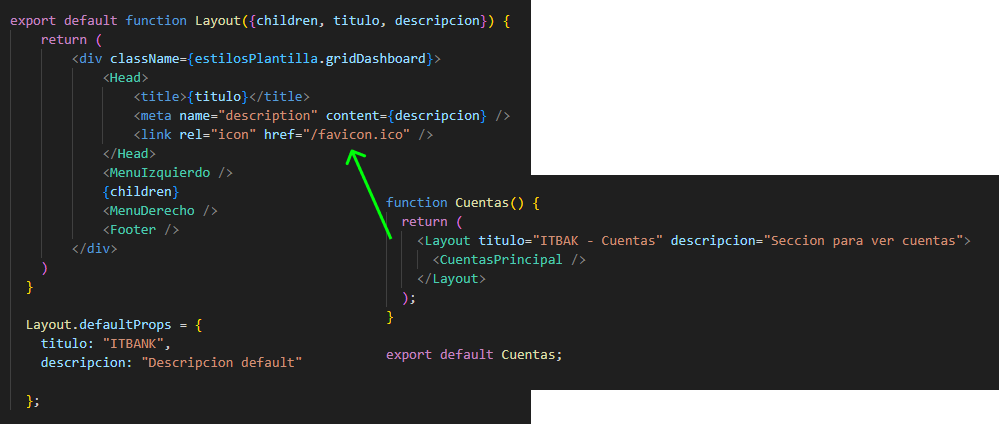 export default function Layout({children, titulo, descripcion}) {
return (
<div className={estilosPlantilla.gridDashboard}>
<Head>
<title>{titulo}</title>
<meta name="description" content={descripcion} />
<link rel="icon" href="/favicon.ico" />
</Head>
<MenuIzquierdo />
{children}
<MenuDerecho />
<Footer />
</div>
)
}
Layout.defaultProps = {
titulo: "ITBANK",
descripcion: "Descripcion default"
};
function Cuentas() {
return (
<Layout titulo="ITBAK - Cuentas" descripcion="Seccion para ver cuentas">
<CuentasPrincipal />
</Layout>
);
}
export default Cuentas;